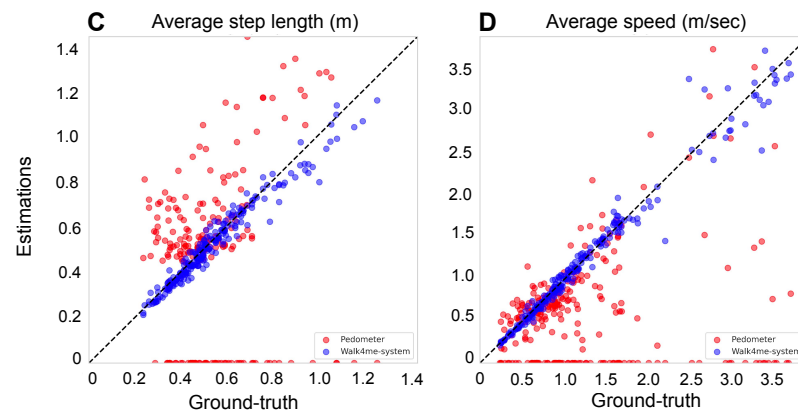 C Average step length (m)
D Average speed (m/sec)
Estimations
1.4
1.2
1.0
0.8
0.6
0.4
0.2
0
0 0.2 0.4 0.6 0.8 1.0 1.2 1.4
Ground-truth
Pedometer
Walk4me-system
3.5
3.0
2.5
2.0
1.5
1.0
0.5
0
0 0.5 1.0 1.5 2.0 2.5 3.0 3.5
Ground-truth
Pedometer
Walk4me-system